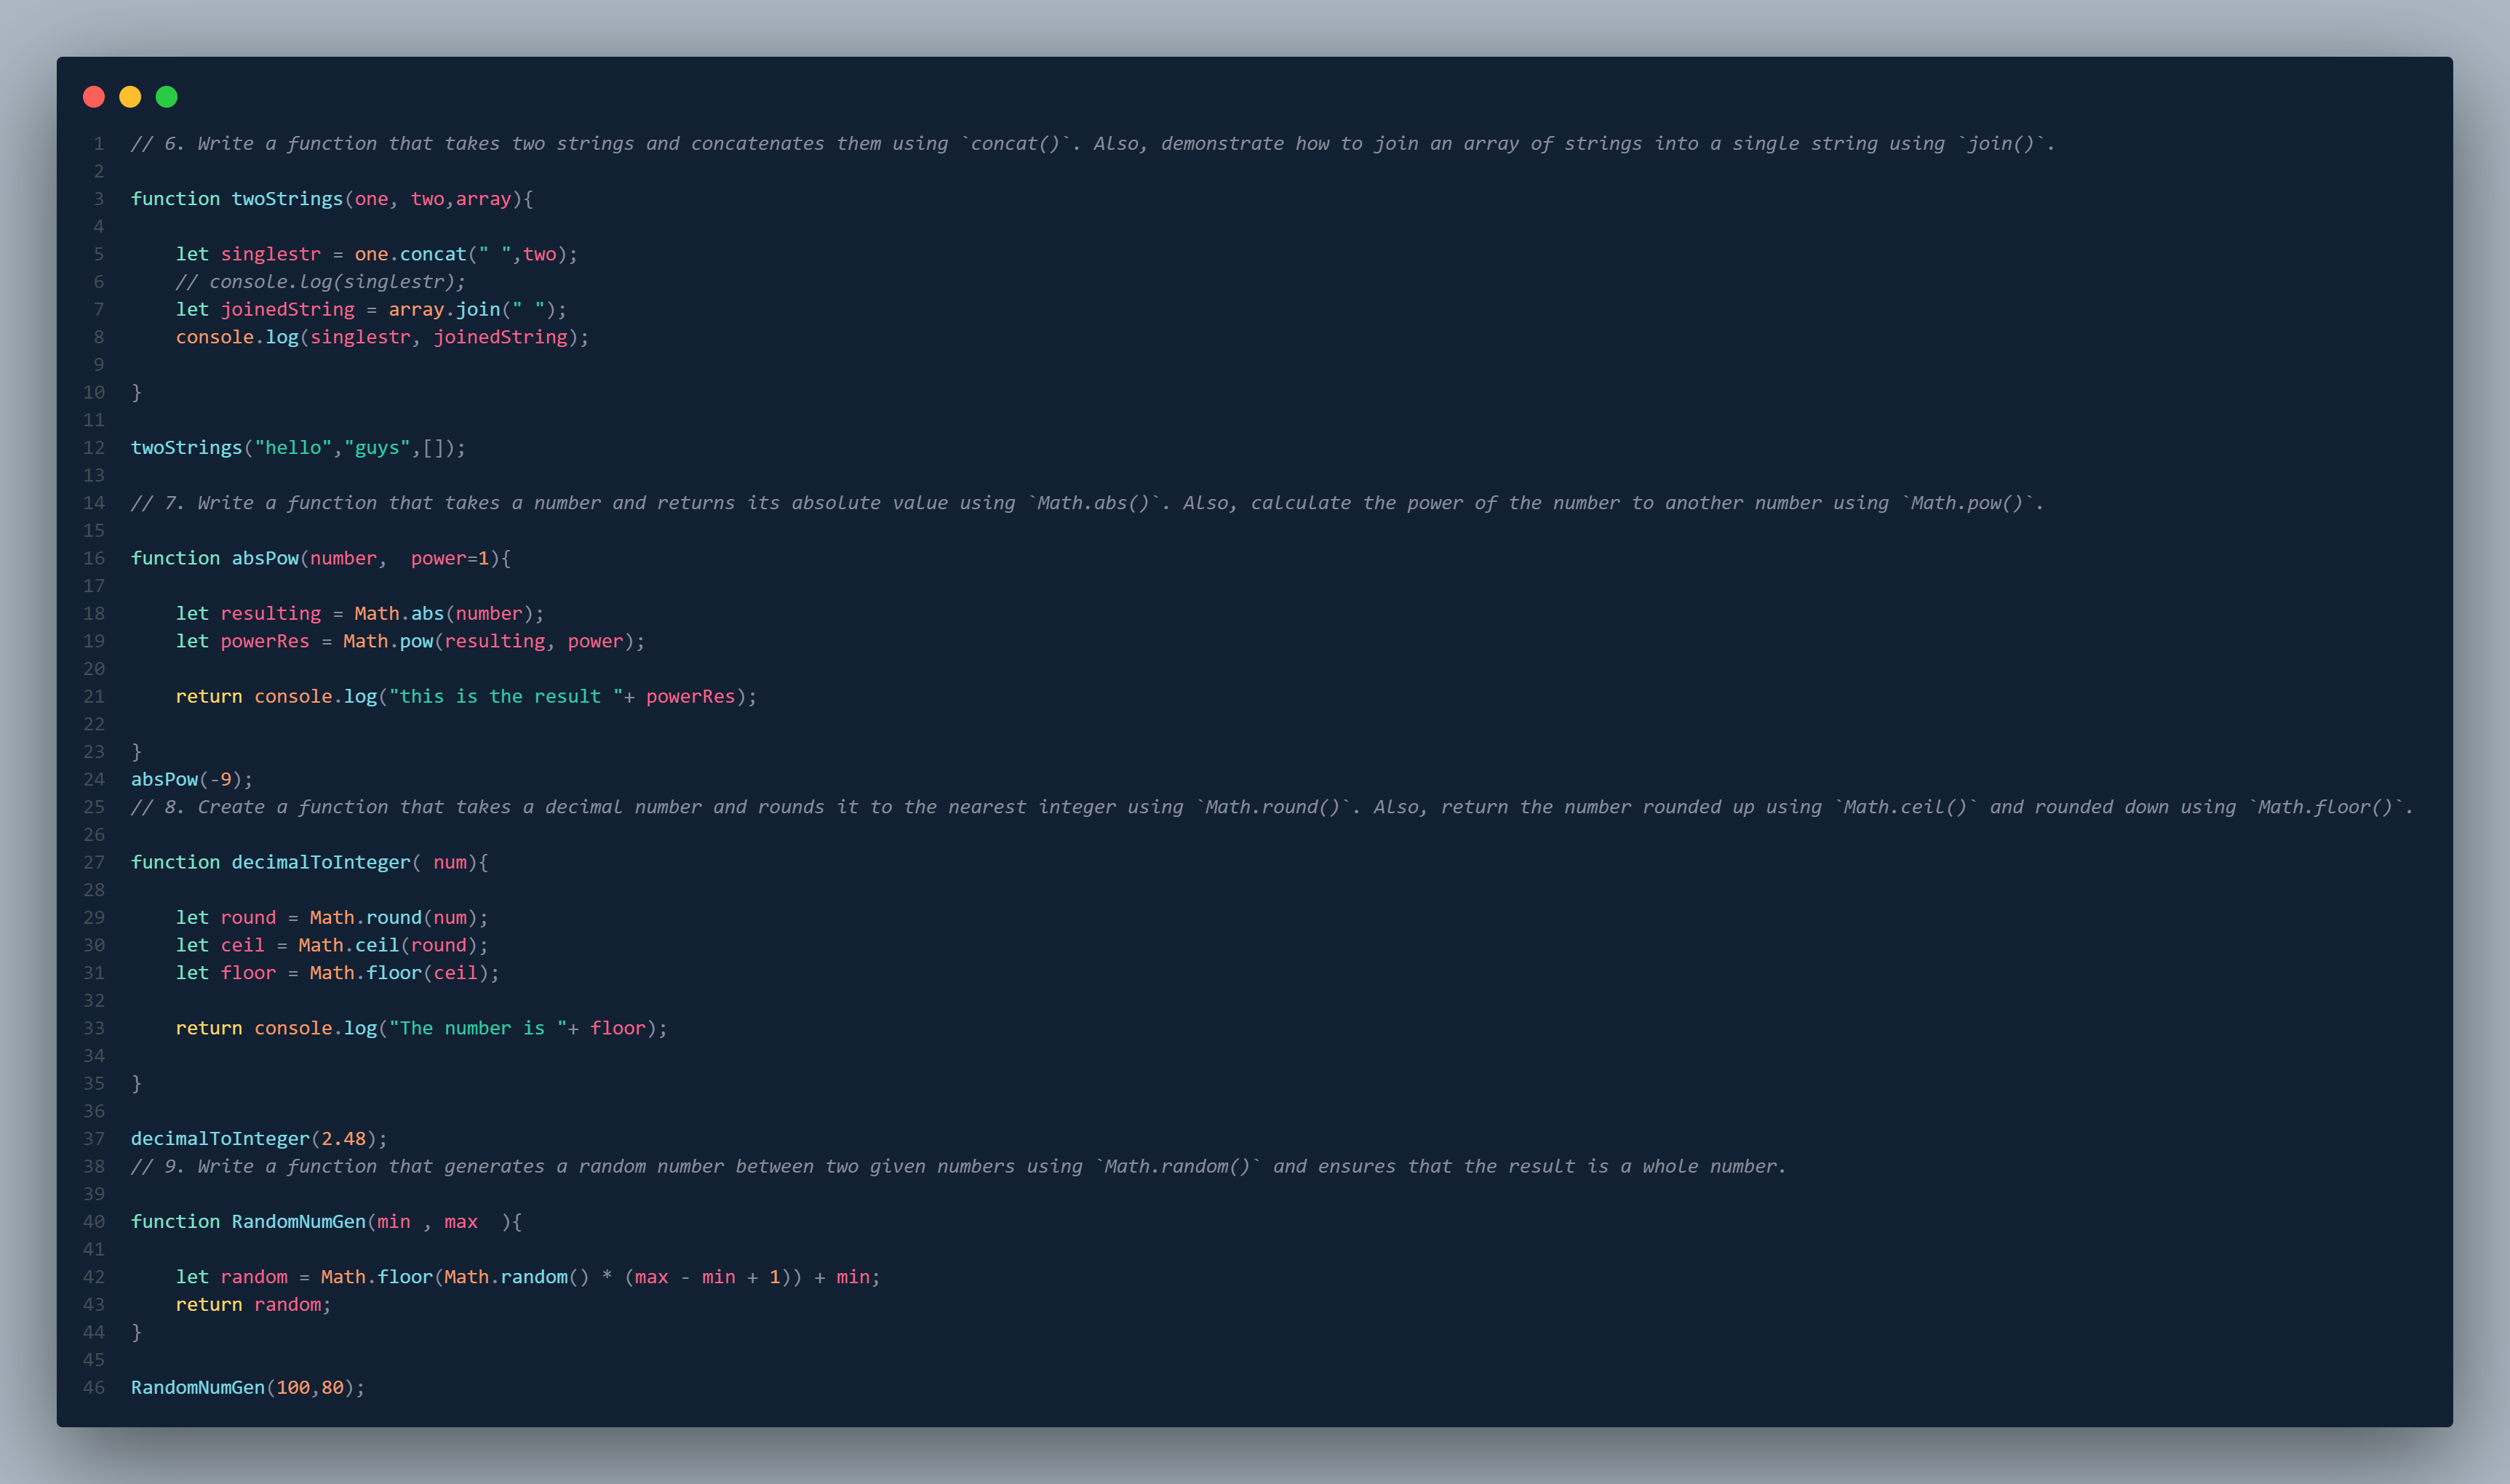 1 // 6. Write a function that takes two strings and concatenates them using `concat()`. Also, demonstrate how to join an array of strings into a single string using `join()`.
2
3 function twoStrings(one, two,array){
4
5     let singlestr = one.concat(" ",two);
6     // console.log(singlestr);
7     let joinedString = array.join(" ");
8     console.log(singlestr, joinedString);
9
10 }
11
12 twoStrings("hello","guys",[]);
13
14 // 7. Write a function that takes a number and returns its absolute value using `Math.abs()`. Also, calculate the power of the number to another number using `Math.pow()`.
15
16 function absPow(number,  power=1){
17
18     let resulting = Math.abs(number);
19     let powerRes = Math.pow(resulting, power);
20
21     return console.log("this is the result "+ powerRes);
22
23 }
24 absPow(-9);
25 // 8. Create a function that takes a decimal number and rounds it to the nearest integer using `Math.round()`. Also, return the number rounded up using `Math.ceil()` and rounded down using `Math.floor()`.
26
27 function decimalToInteger( num){
28
29     let round = Math.round(num);
30     let ceil = Math.ceil(round);
31     let floor = Math.floor(ceil);
32
33     return console.log("The number is "+ floor);
34
35 }
36
37 decimalToInteger(2.48);
38 // 9. Write a function that generates a random number between two given numbers using `Math.random()` and ensures that the result is a whole number.
39
40 function RandomNumGen(min , max  ){
41
42     let random = Math.floor(Math.random() * (max - min + 1)) + min;
43     return random;
44 }
45
46 RandomNumGen(100,80);